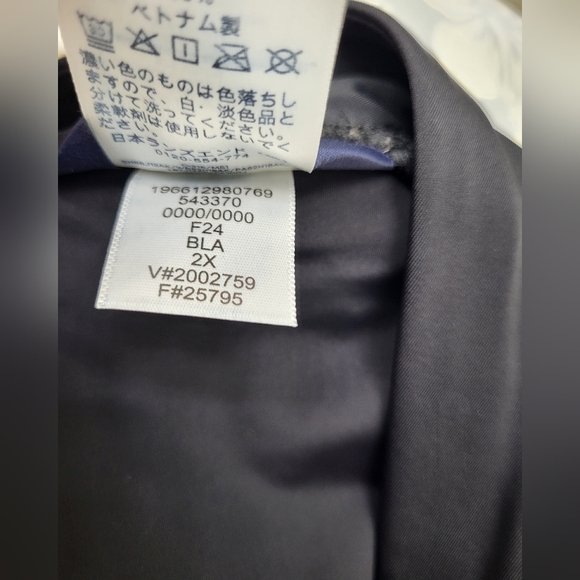 ベトナム製
濃い色のものは色落ちし
ますので、白、淡色品と
分けて洗ってください。
柔軟剤は使用しないでく
ださい。
日本ランズエンド
0120-554-774
196612980769
543370
0000/0000
F24
BLA
2X
V#2002759
F#25795